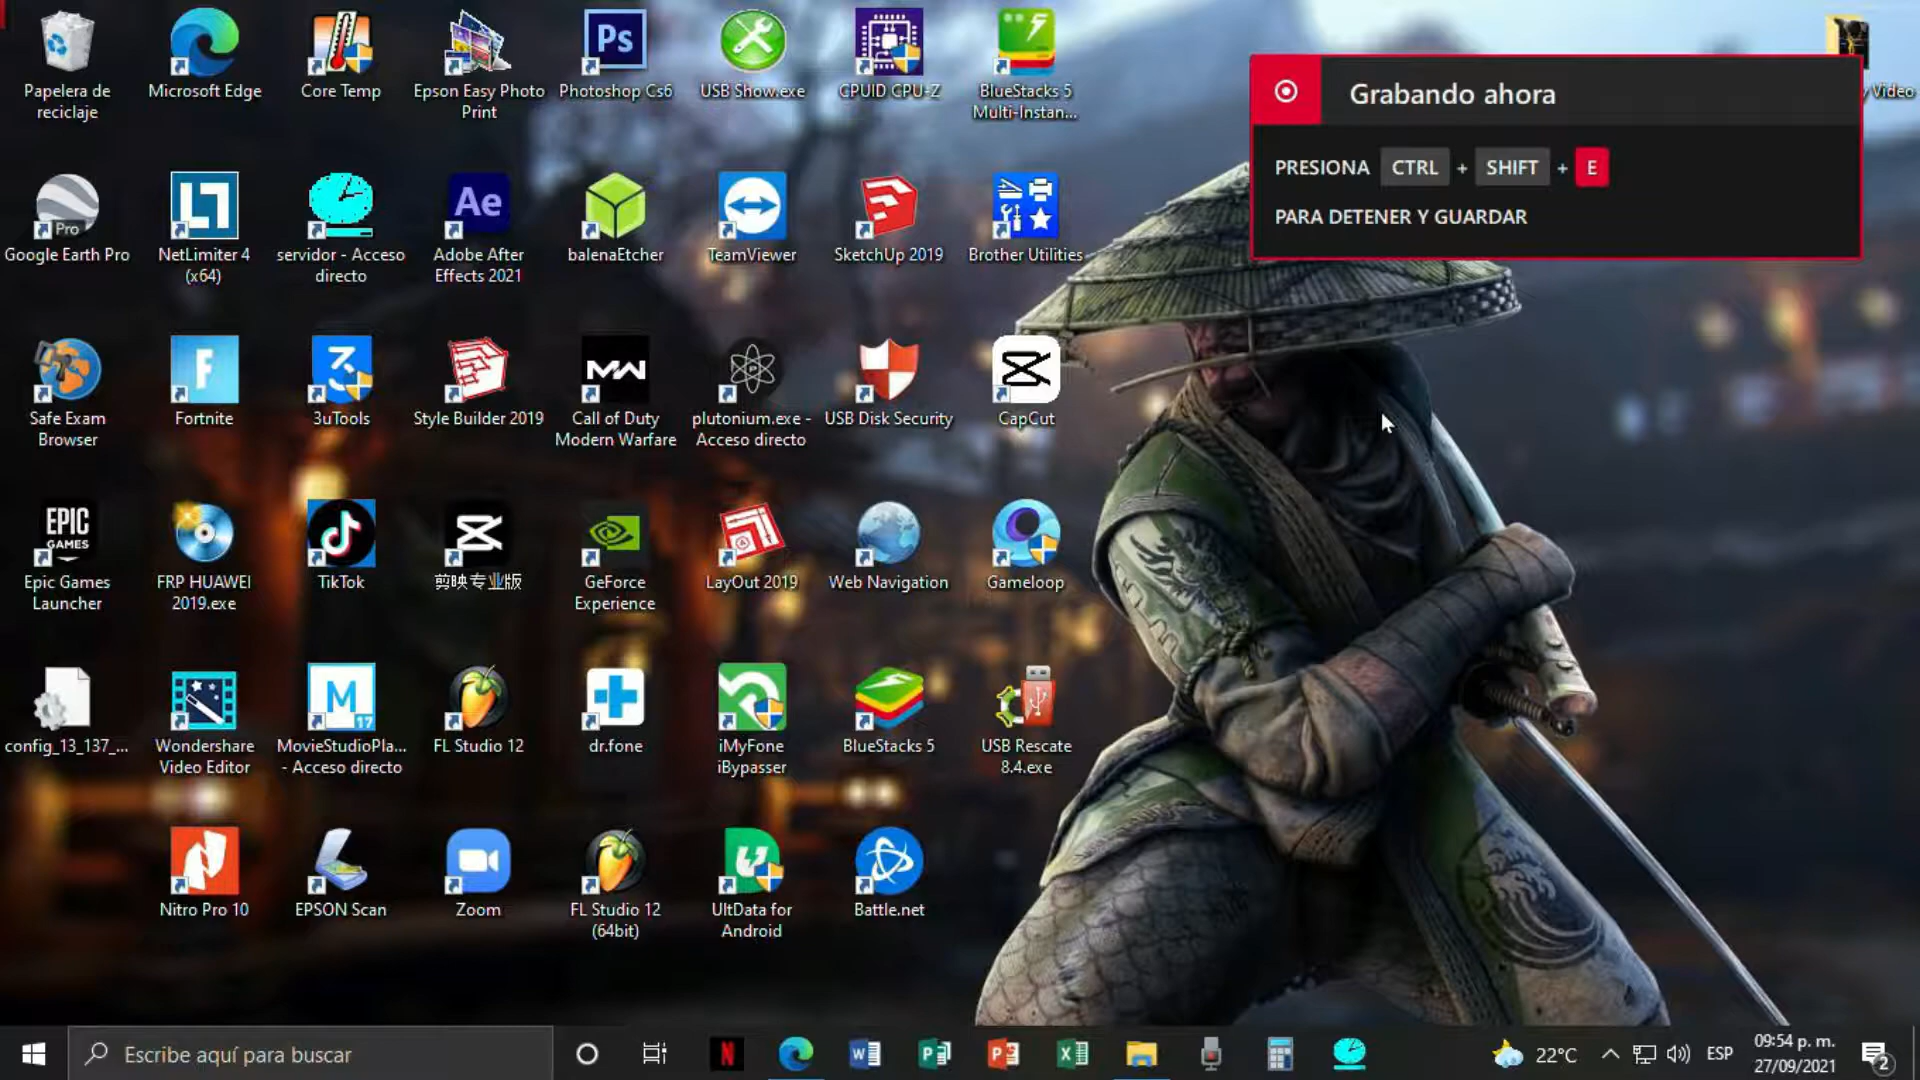 Papelera de
reciclaje
Microsoft Edge
Core Temp
Epson Easy Photo
Print
Ps
Photoshop Cs6
USB Show.exe
CPUID CPU-Z
BlueStacks 5
Multi-Instan...
Grabando ahora
PRESIONA CTRL + SHIFT + E
PARA DETENER Y GUARDAR
Video
Pro
Google Earth Pro
NetLimiter 4
(x64)
servidor - Acceso
directo
Ae
Adobe After
Effects 2021
balenaEtcher
TeamViewer
SketchUp 2019
Brother Utilities
Safe Exam
Browser
Fortnite
3uTools
Style Builder 2019
Call of Duty
Modern Warfare
plutonium.exe -
Acceso directo
USB Disk Security
CapCut
EPIC
GAMES
Epic Games
Launcher
FRP HUAWEI
2019.exe
TikTok
剪映专业版
GeForce
Experience
LayOut 2019
Web Navigation
Gameloop
config_13_137_...
Wondershare
Video Editor
M
17
MovieStudioPla...
- Acceso directo
FL Studio 12
dr.fone
iMyFone
iBypasser
BlueStacks 5
USB Rescate
8.4.exe
Nitro Pro 10
EPSON Scan
Zoom
FL Studio 12
(64bit)
UltData for
Android
Battle.net
Escribe aquí para buscar
22°C
ESP
09:54 p. m.
27/09/2021
2